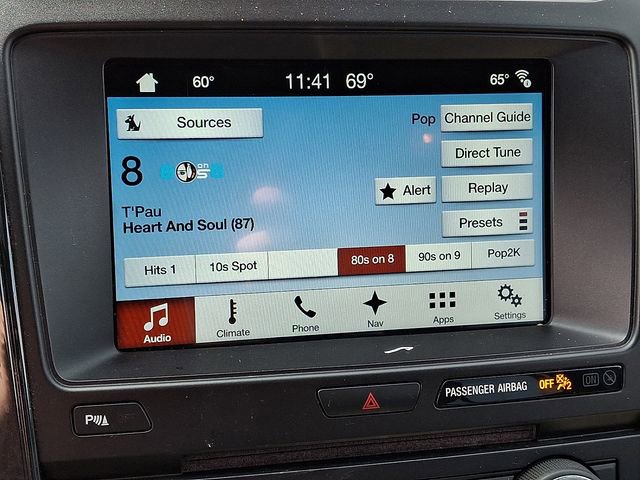 60° 11:41 69° 65°
Sources Pop Channel Guide
Direct Tune
8 on
Alert Replay
T'Pau
Heart And Soul (87)
Presets
Hits 1 10s Spot 80s on 8 90s on 9 Pop2K
Audio Climate Phone Nav Apps Settings
P PASSENGER AIRBAG OFF 2 ON